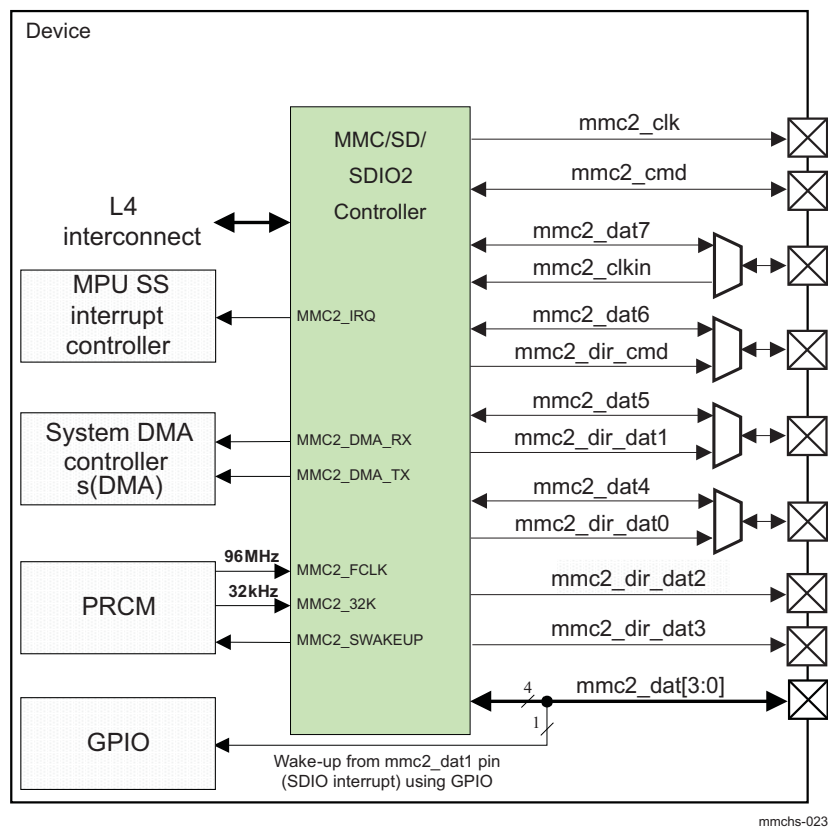 Device
MMC/SD/
SDIO2
Controller
L4
interconnect
MPU SS
interrupt
controller
MMC2_IRQ
System DMA
controller
s(DMA)
MMC2_DMA_RX
MMC2_DMA_TX
PRCM
96MHz
32kHz
MMC2_FCLK
MMC2_32K
MMC2_SWAKEUP
GPIO
mmc2_clk
mmc2_cmd
mmc2_dat7
mmc2_clkin
mmc2_dat6
mmc2_dir_cmd
mmc2_dat5
mmc2_dir_dat1
mmc2_dat4
mmc2_dir_dat0
mmc2_dir_dat2
mmc2_dir_dat3
4
mmc2_dat[3:0]
1
Wake-up from mmc2_dat1 pin
(SDIO interrupt) using GPIO
mmchs-023